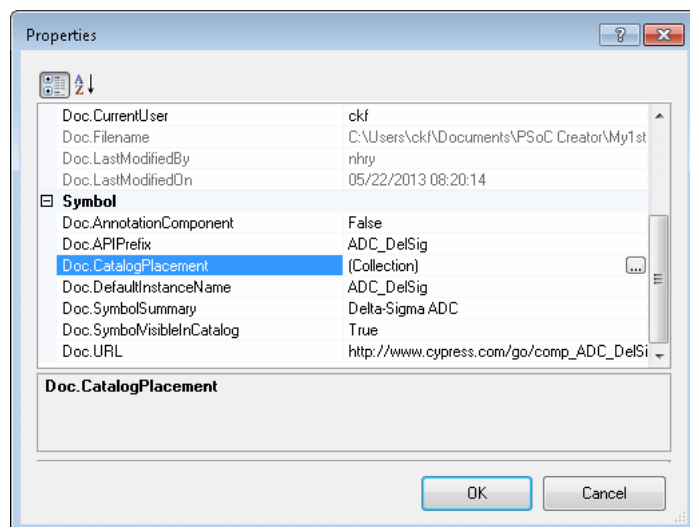 Properties
Doc.CurrentUser ckf
Doc.Filename C:\Users\ckf\Documents\PSoC Creator\My1st
Doc.LastModifiedBy nhry
Doc.LastModifiedOn 05/22/2013 08:20:14
Symbol
Doc.AnnotationComponent False
Doc.APIPrefix ADC_DelSig
Doc.CatalogPlacement (Collection) ...
Doc.DefaultInstanceName ADC_DelSig
Doc.SymbolSummary Delta-Sigma ADC
Doc.SymbolVisibleInCatalog True
Doc.URL http://www.cypress.com/go/comp_ADC_DelSi
Doc.CatalogPlacement
OK Cancel